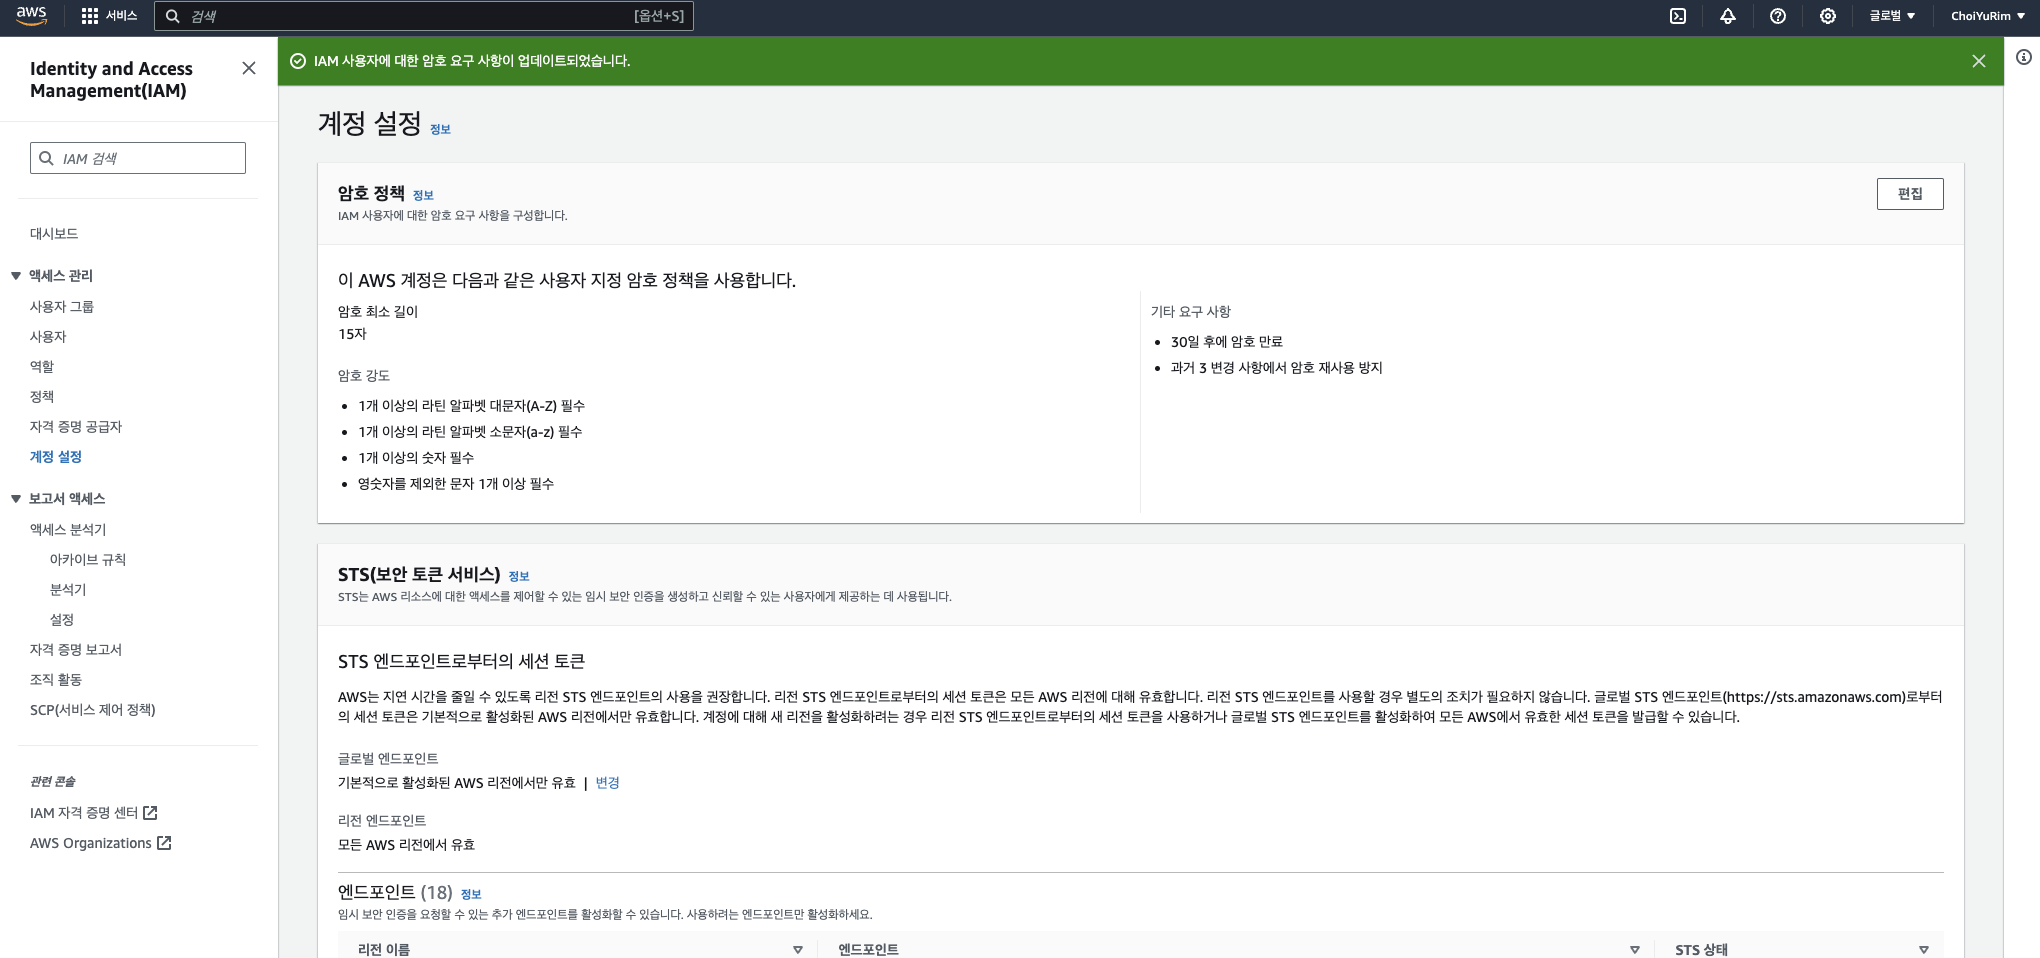 aws
서비스
검색
[옵션+S]
글로벌
ChoiYuRim
Identity and Access
Management(IAM)
IAM 검색
대시보드
액세스 관리
사용자 그룹
사용자
역할
정책
자격 증명 공급자
계정 설정
보고서 액세스
액세스 분석기
아카이브 규칙
분석기
설정
자격 증명 보고서
조직 활동
SCP(서비스 제어 정책)
관련 콘솔
IAM 자격 증명 센터
AWS Organizations
IAM 사용자에 대한 암호 요구 사항이 업데이트되었습니다.
계정 설정 정보
암호 정책 정보
IAM 사용자에 대한 암호 요구 사항을 구성합니다.
편집
이 AWS 계정은 다음과 같은 사용자 지정 암호 정책을 사용합니다.
암호 최소 길이
15자
암호 강도
• 1개 이상의 라틴 알파벳 대문자(A-Z) 필수
• 1개 이상의 라틴 알파벳 소문자(a-z) 필수
• 1개 이상의 숫자 필수
• 영숫자를 제외한 문자 1개 이상 필수
기타 요구 사항
• 30일 후에 암호 만료
• 과거 3 변경 사항에서 암호 재사용 방지
STS(보안 토큰 서비스) 정보
STS는 AWS 리소스에 대한 액세스를 제어할 수 있는 임시 보안 인증을 생성하고 신뢰할 수 있는 사용자에게 제공하는 데 사용됩니다.
STS 엔드포인트로부터의 세션 토큰
AWS는 지연 시간을 줄일 수 있도록 리전 STS 엔드포인트의 사용을 권장합니다. 리전 STS 엔드포인트로부터의 세션 토큰은 모든 AWS 리전에 대해 유효합니다. 리전 STS 엔드포인트를 사용할 경우 별도의 조치가 필요하지 않습니다. 글로벌 STS 엔드포인트(https://sts.amazonaws.com)로부터
의 세션 토큰은 기본적으로 활성화된 AWS 리전에서만 유효합니다. 계정에 대해 새 리전을 활성화하려는 경우 리전 STS 엔드포인트로부터의 세션 토큰을 사용하거나 글로벌 STS 엔드포인트를 활성화하여 모든 AWS에서 유효한 세션 토큰을 발급할 수 있습니다.
글로벌 엔드포인트
기본적으로 활성화된 AWS 리전에서만 유효 | 변경
리전 엔드포인트
모든 AWS 리전에서 유효
엔드포인트 (18) 정보
임시 보안 인증을 요청할 수 있는 추가 엔드포인트를 활성화할 수 있습니다. 사용하려는 엔드포인트만 활성화하세요.
리전 이름
엔드포인트
STS 상태